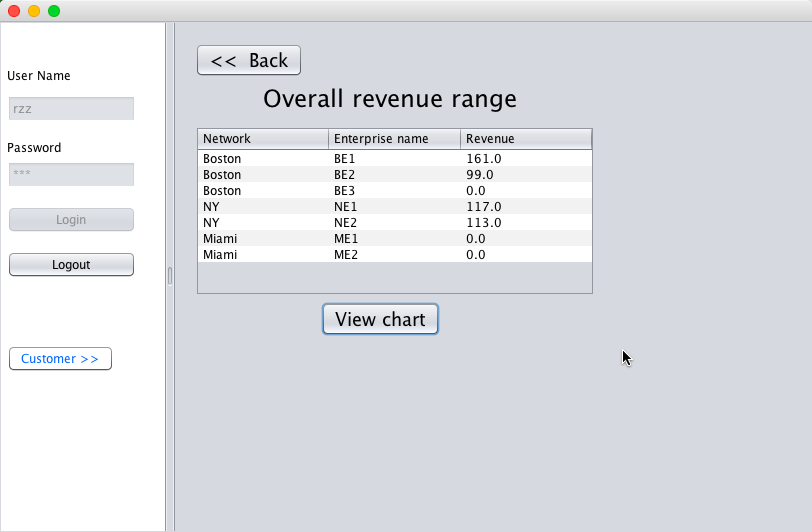 User Name
rzz
Password
***
Login
Logout
Customer >>
<< Back
Overall revenue range
Network Enterprise name Revenue
Boston BE1 161.0
Boston BE2 99.0
Boston BE3 0.0
NY NE1 117.0
NY NE2 113.0
Miami ME1 0.0
Miami ME2 0.0
View chart